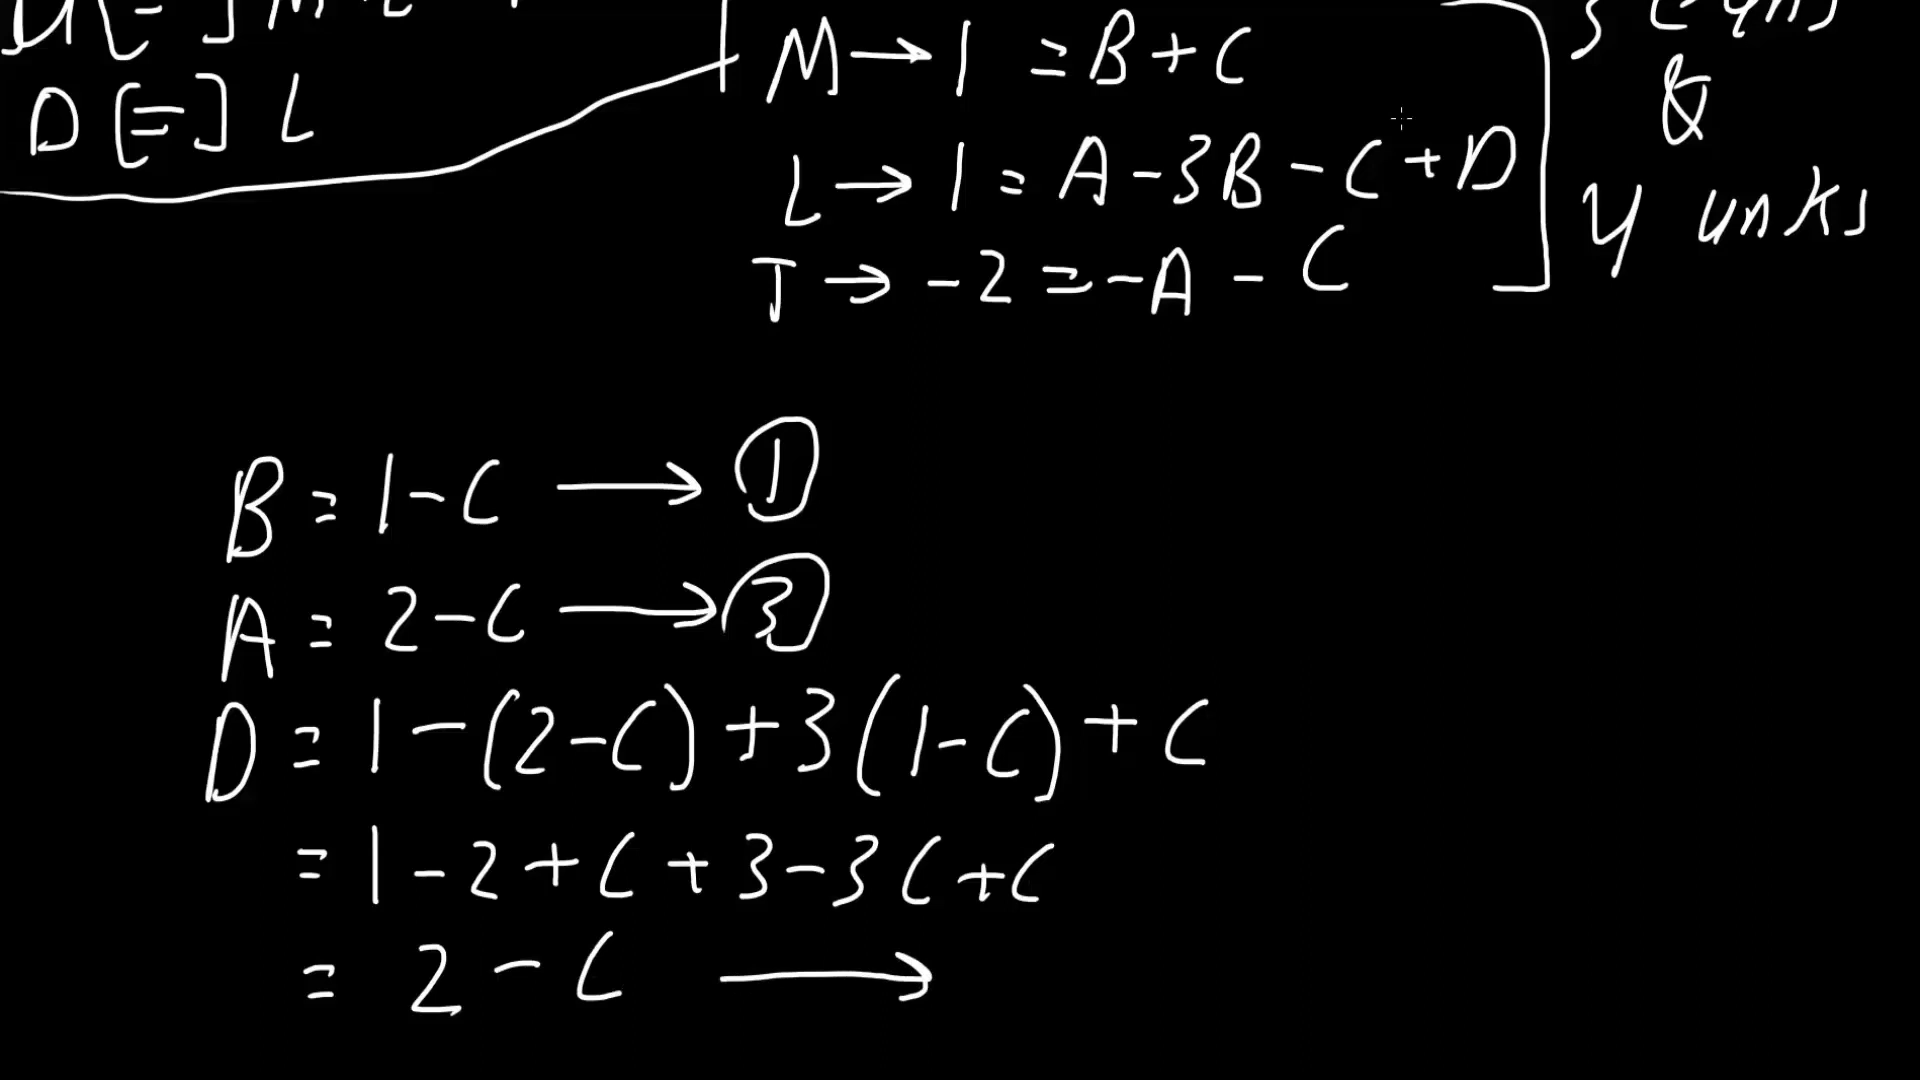 D [=] L
M → 1 = B + C
L → 1 = A - 3B - C + D
T → -2 = -A - C
&
4 unks
B = 1 - C → ①
A = 2 - C → ③
D = 1 - (2 - C) + 3(1 - C) + C
= 1 - 2 + C + 3 - 3C + C
= 2 - C →